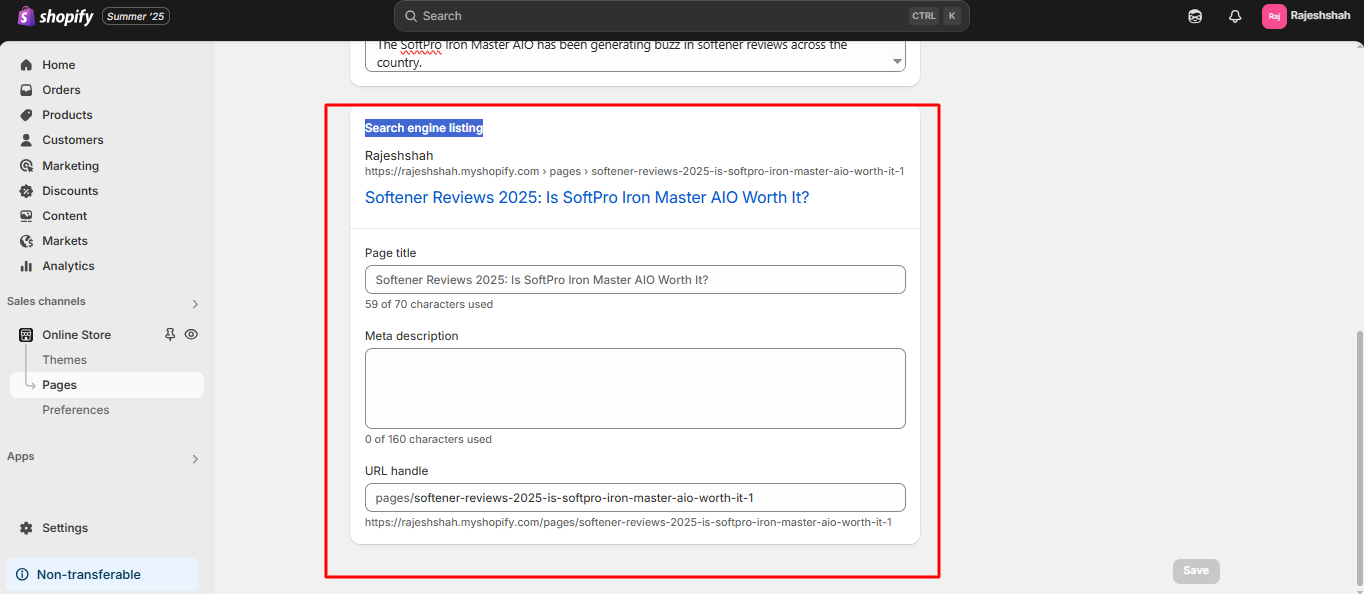 shopify
Summer '25
Search
CTRL K
Raj
Rajeshshah
Home
Orders
Products
Customers
Marketing
Discounts
Content
Markets
Analytics
Sales channels
Online Store
Themes
Pages
Preferences
Apps
Settings
Non-transferable
The SoftPro Iron Master AIO has been generating buzz in softener reviews across the
country.
Search engine listing
Rajeshshah
https://rajeshshah.myshopify.com › pages › softener-reviews-2025-is-softpro-iron-master-aio-worth-it-1
Softener Reviews 2025: Is SoftPro Iron Master AIO Worth It?
Page title
Softener Reviews 2025: Is SoftPro Iron Master AIO Worth It?
59 of 70 characters used
Meta description
0 of 160 characters used
URL handle
pages/softener-reviews-2025-is-softpro-iron-master-aio-worth-it-1
https://rajeshshah.myshopify.com/pages/softener-reviews-2025-is-softpro-iron-master-aio-worth-it-1
Save